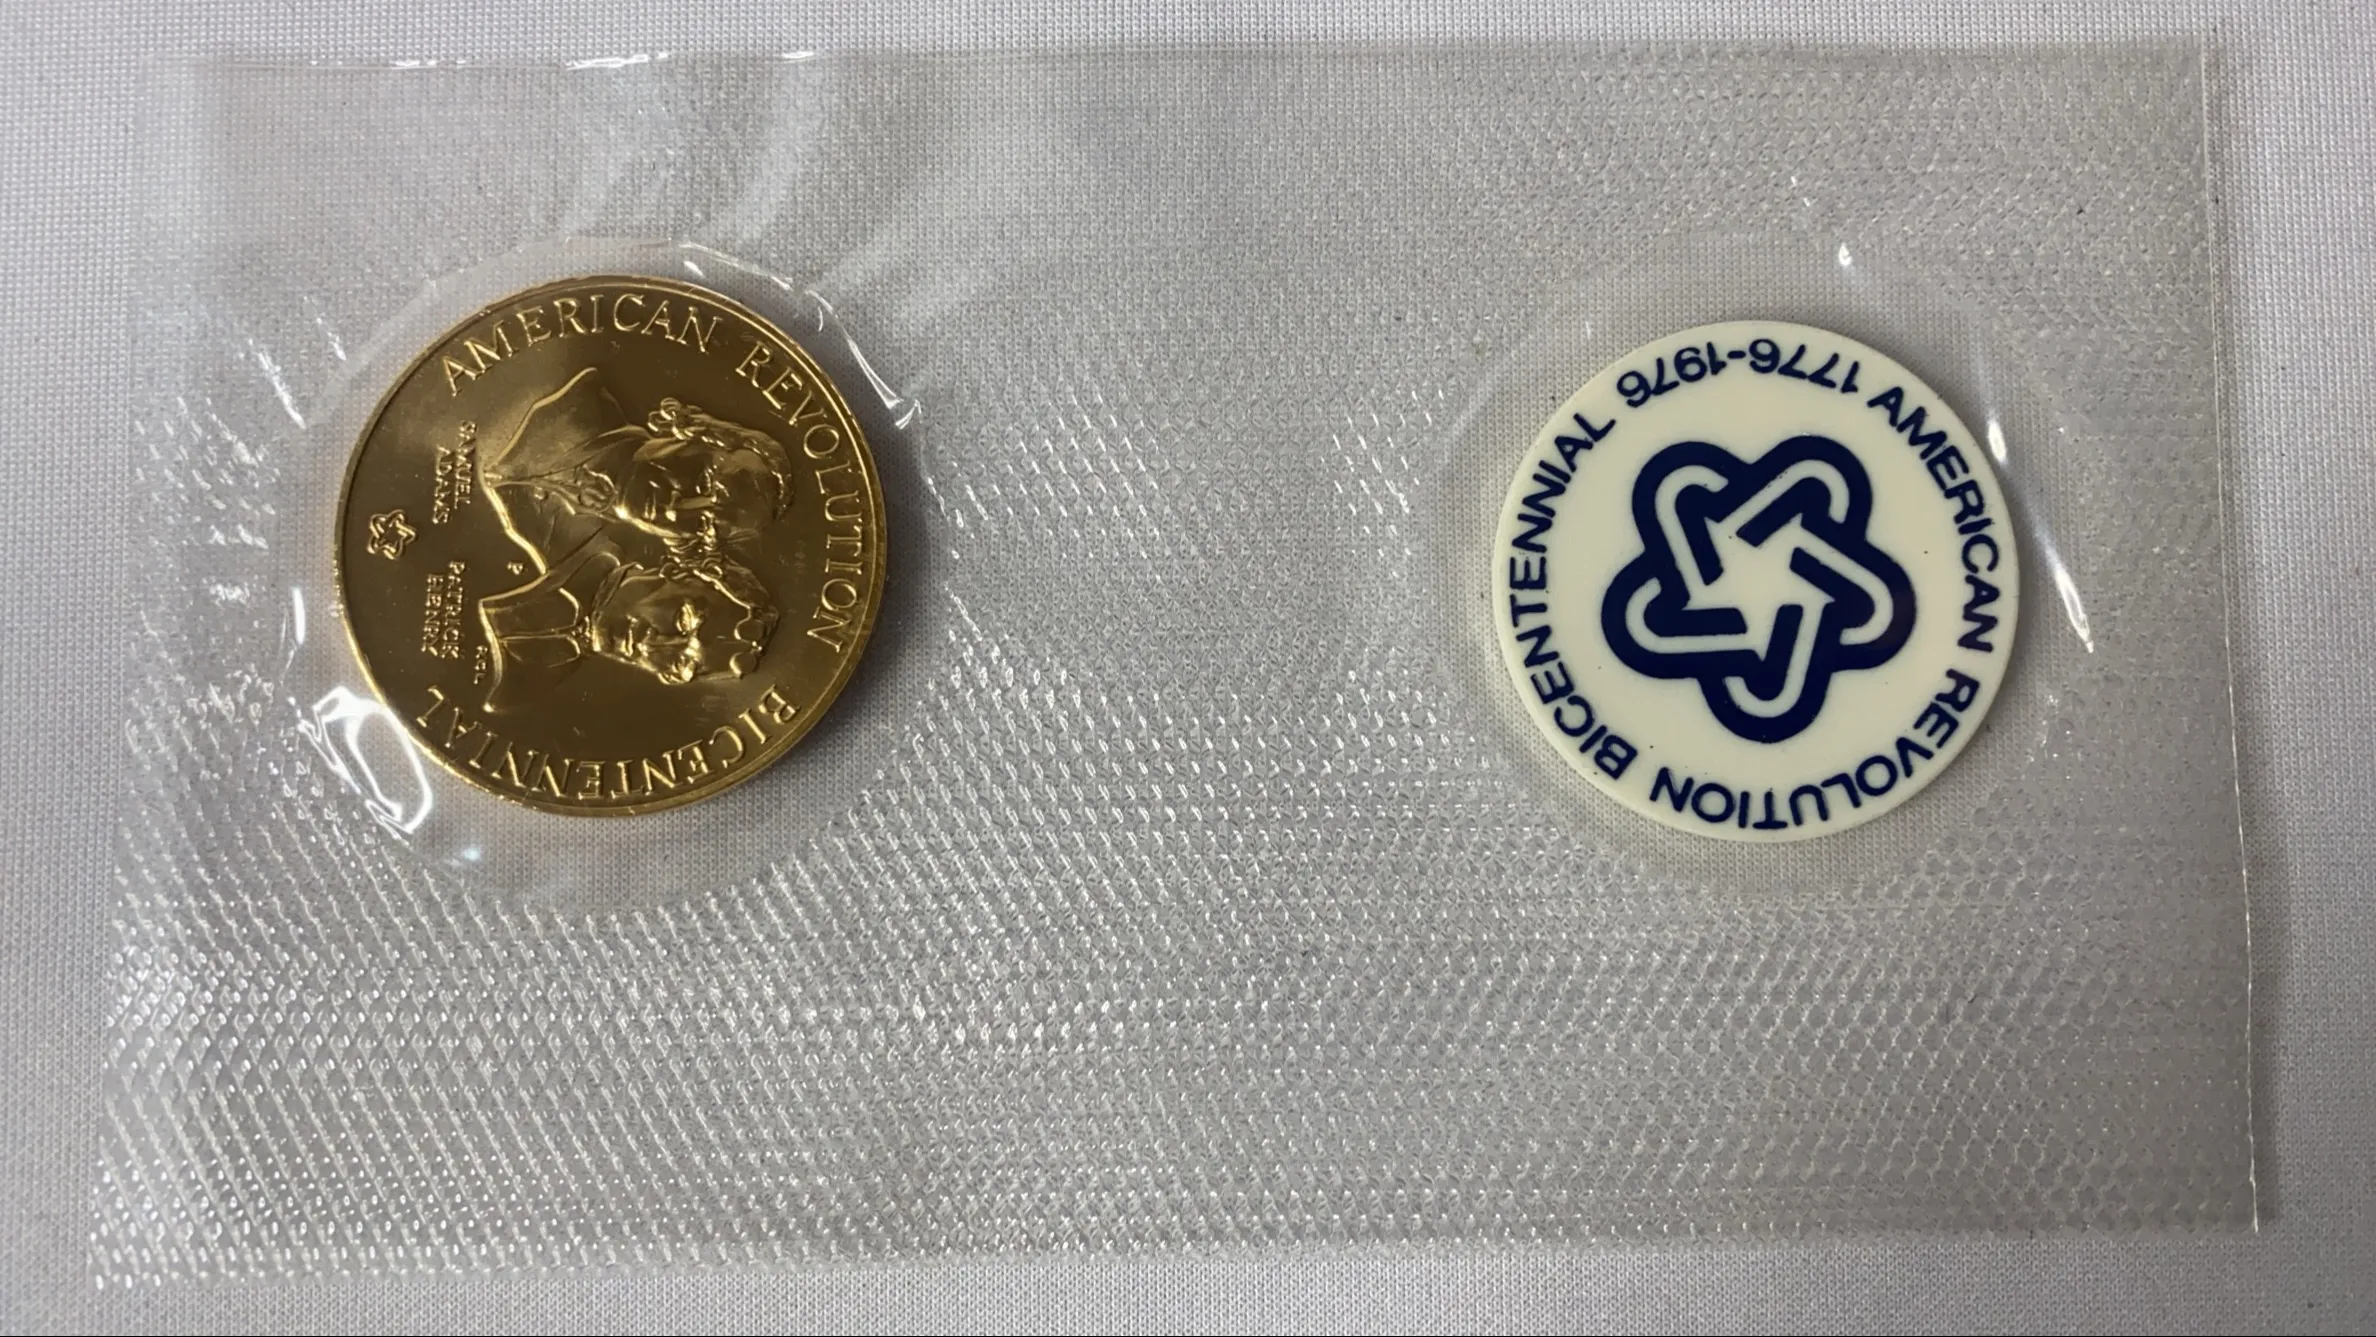 AMERICAN REVOLUTION BICENTENNIAL
SAMUEL
ADAMS
PATRICK
HENRY
P
AMERICAN REVOLUTION BICENTENNIAL
1776-1976